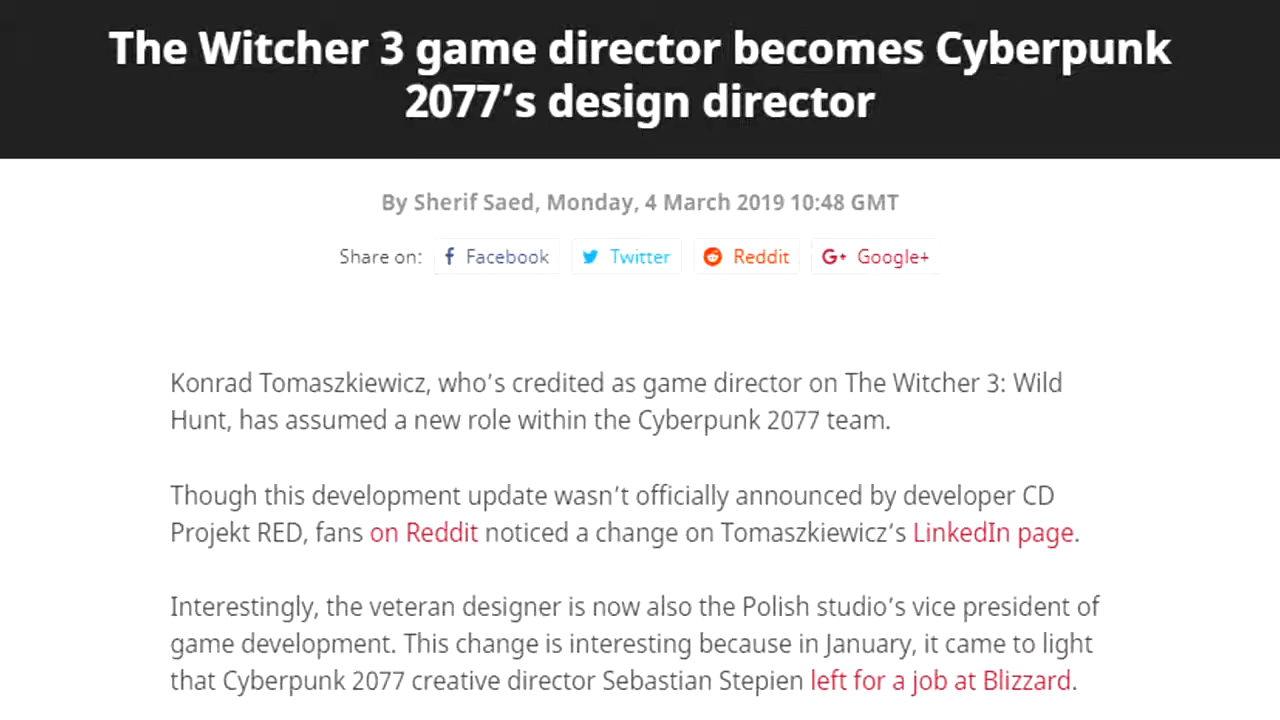 The Witcher 3 game director becomes Cyberpunk
2077’s design director
By Sherif Saed, Monday, 4 March 2019 10:48 GMT
Share on: Facebook Twitter Reddit G+ Google+
Konrad Tomaszkiewicz, who’s credited as game director on The Witcher 3: Wild
Hunt, has assumed a new role within the Cyberpunk 2077 team.
Though this development update wasn’t officially announced by developer CD
Projekt RED, fans on Reddit noticed a change on Tomaszkiewicz’s LinkedIn page.
Interestingly, the veteran designer is now also the Polish studio’s vice president of
game development. This change is interesting because in January, it came to light
that Cyberpunk 2077 creative director Sebastian Stepien left for a job at Blizzard.